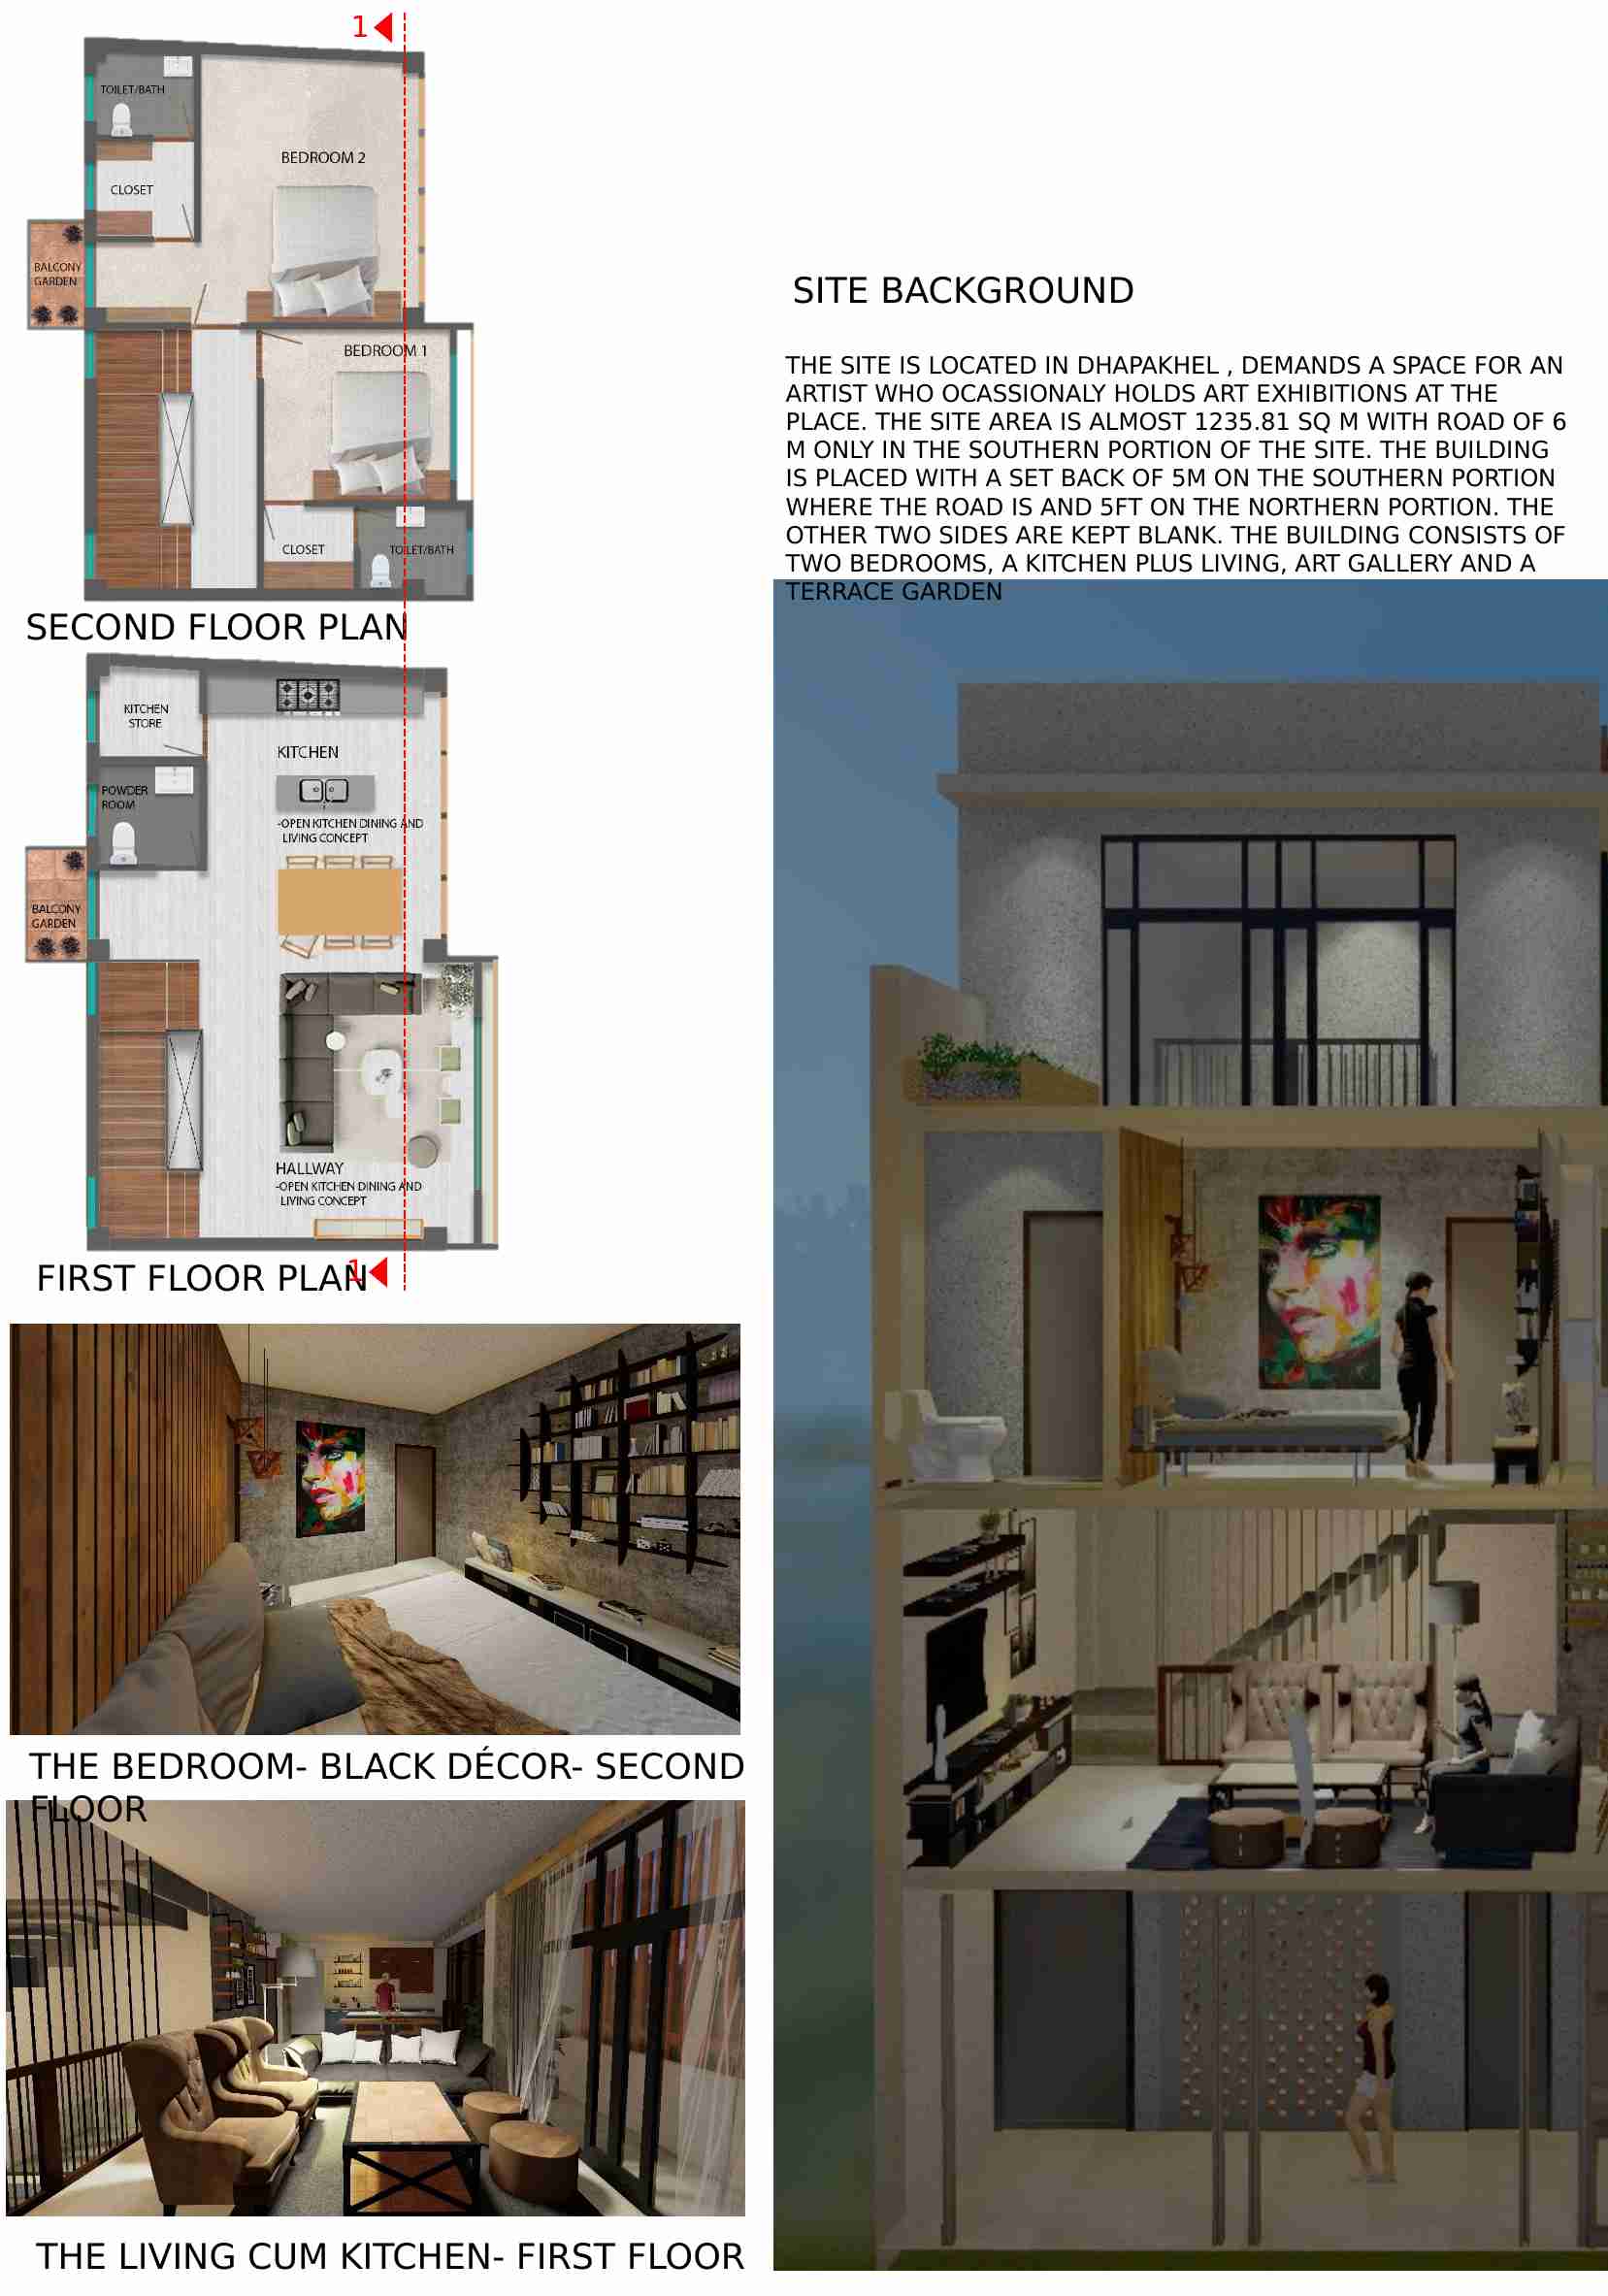 1
TOILET/BATH
BEDROOM 2
CLOSET
BALCONY
GARDEN
BEDROOM 1
CLOSET
TOILET/BATH
SECOND FLOOR PLAN
KITCHEN
STORE
KITCHEN
POWDER
ROOM
-OPEN KITCHEN DINING AND
LIVING CONCEPT
BALCONY
GARDEN
HALLWAY
-OPEN KITCHEN DINING AND
LIVING CONCEPT
FIRST FLOOR PLAN
1
THE BEDROOM- BLACK DÉCOR- SECOND
FLOOR
THE LIVING CUM KITCHEN- FIRST FLOOR
SITE BACKGROUND
THE SITE IS LOCATED IN DHAPAKHEL , DEMANDS A SPACE FOR AN
ARTIST WHO OCASSIONALY HOLDS ART EXHIBITIONS AT THE
PLACE. THE SITE AREA IS ALMOST 1235.81 SQ M WITH ROAD OF 6
M ONLY IN THE SOUTHERN PORTION OF THE SITE. THE BUILDING
IS PLACED WITH A SET BACK OF 5M ON THE SOUTHERN PORTION
WHERE THE ROAD IS AND 5FT ON THE NORTHERN PORTION. THE
OTHER TWO SIDES ARE KEPT BLANK. THE BUILDING CONSISTS OF
TWO BEDROOMS, A KITCHEN PLUS LIVING, ART GALLERY AND A
TERRACE GARDEN